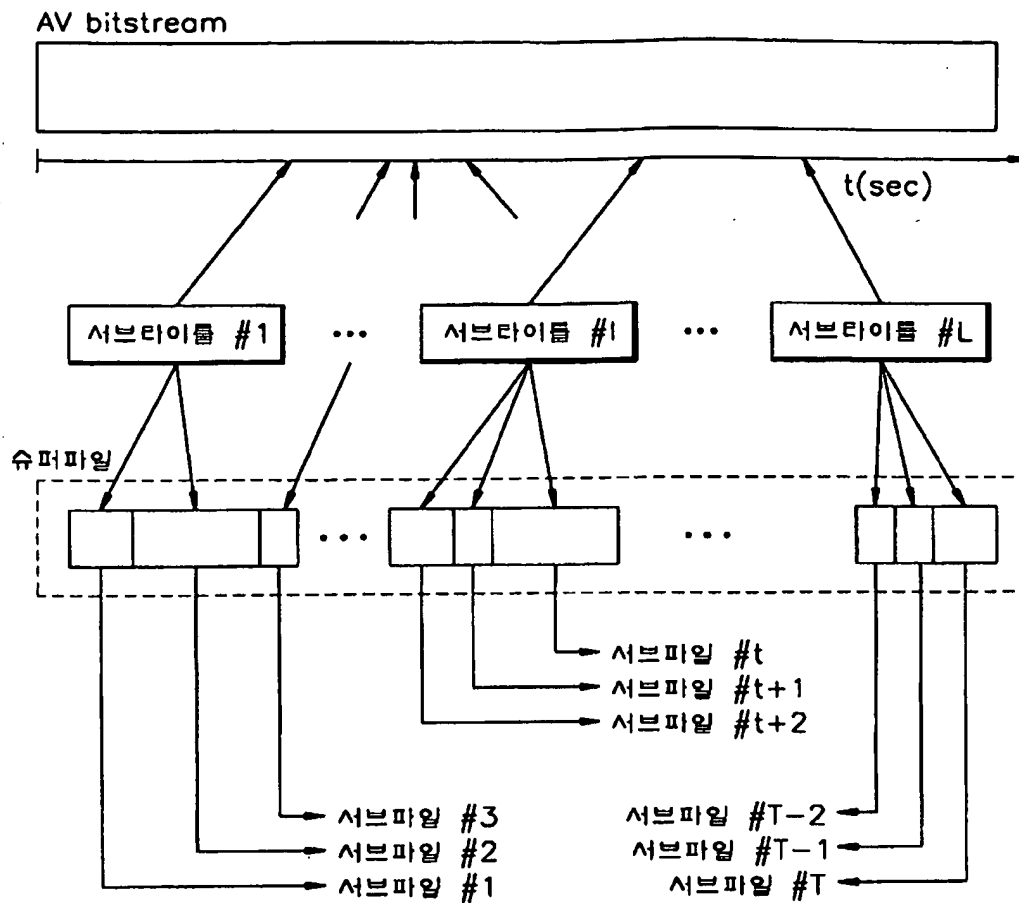 AV bitstream
t(sec)
서브타이틀 #1
서브타이틀 #l
서브타이틀 #L
슈퍼파일
서브파일 #t
서브파일 #t+1
서브파일 #t+2
서브파일 #3
서브파일 #2
서브파일 #1
서브파일 #T-2
서브파일 #T-1
서브파일 #T